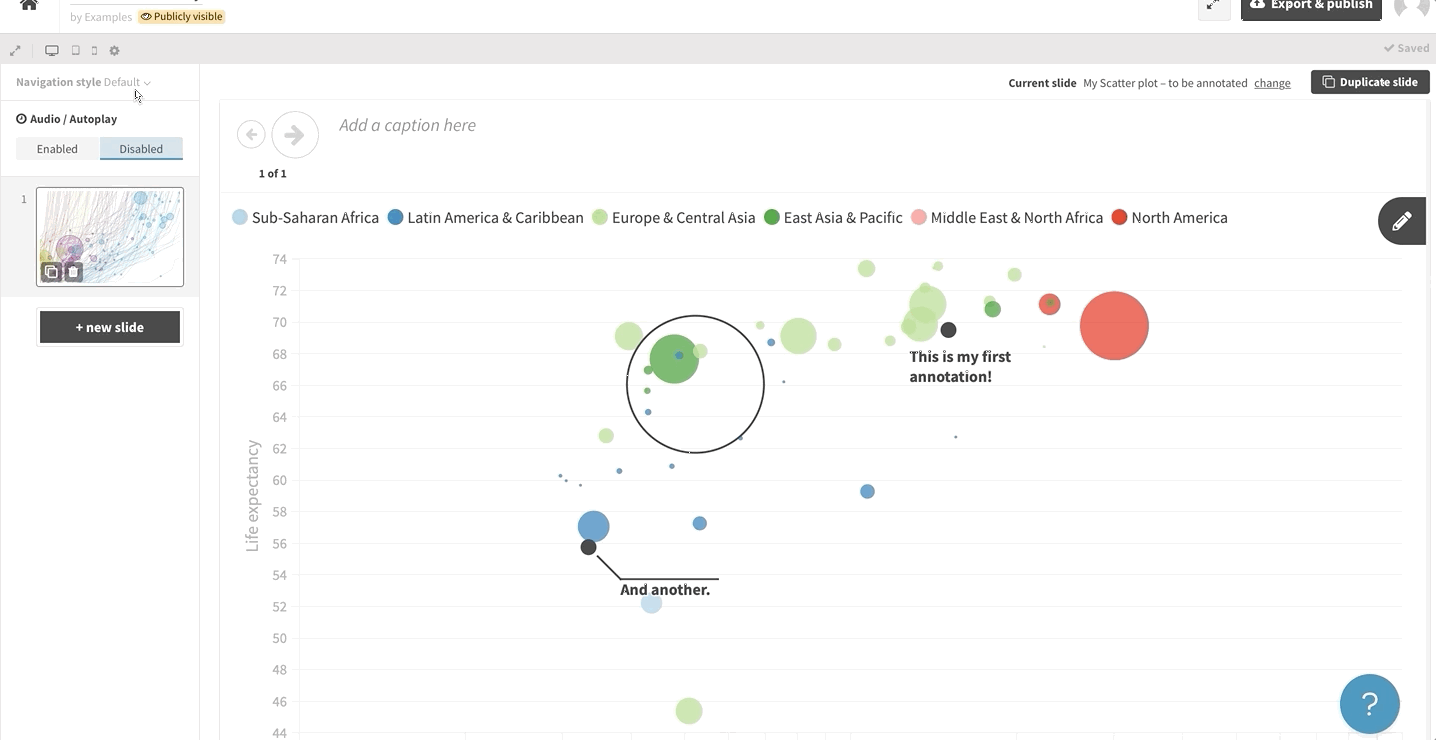 by Examples Publicly visible
Export & publish
Saved
Navigation style Default
Current slide My Scatter plot – to be annotated change Duplicate slide
Audio / Autoplay
Enabled Disabled
Add a caption here
1 of 1
1
+ new slide
Sub-Saharan Africa Latin America & Caribbean Europe & Central Asia East Asia & Pacific Middle East & North Africa North America
74
72
70
68
66
64
62
60
58
56
54
52
50
48
46
44
Life expectancy
This is my first
annotation!
And another.
?